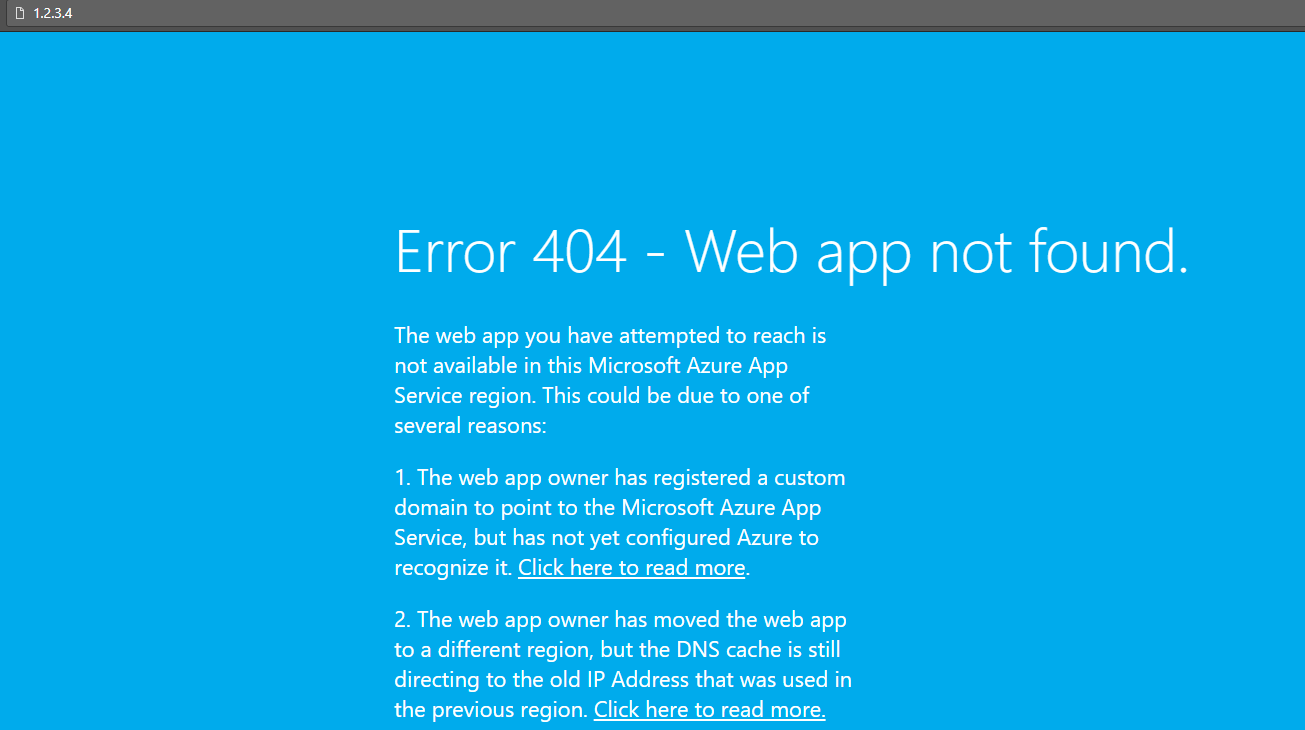 1.2.3.4
Error 404 - Web app not found.
The web app you have attempted to reach is
not available in this Microsoft Azure App
Service region. This could be due to one of
several reasons:
1. The web app owner has registered a custom
domain to point to the Microsoft Azure App
Service, but has not yet configured Azure to
recognize it. Click here to read more.
2. The web app owner has moved the web app
to a different region, but the DNS cache is still
directing to the old IP Address that was used in
the previous region. Click here to read more.